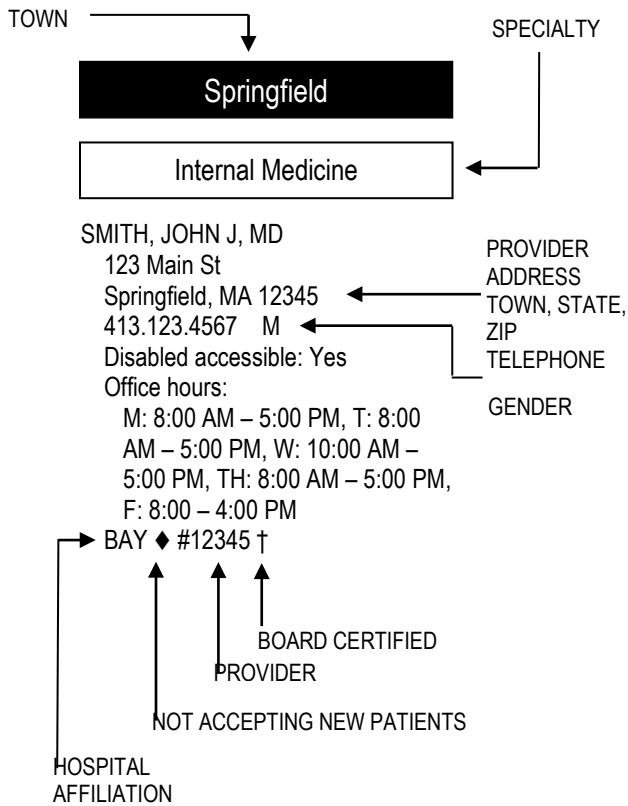 TOWN
SPECIALTY
Springfield
Internal Medicine
SMITH, JOHN J, MD
123 Main St
Springfield, MA 12345
413.123.4567 M
Disabled accessible: Yes
Office hours:
M: 8:00 AM – 5:00 PM, T: 8:00
AM – 5:00 PM, W: 10:00 AM –
5:00 PM, TH: 8:00 AM – 5:00 PM,
F: 8:00 – 4:00 PM
BAY ♦ #12345 †
PROVIDER
ADDRESS
TOWN, STATE,
ZIP
TELEPHONE
GENDER
BOARD CERTIFIED
PROVIDER
NOT ACCEPTING NEW PATIENTS
HOSPITAL
AFFILIATION